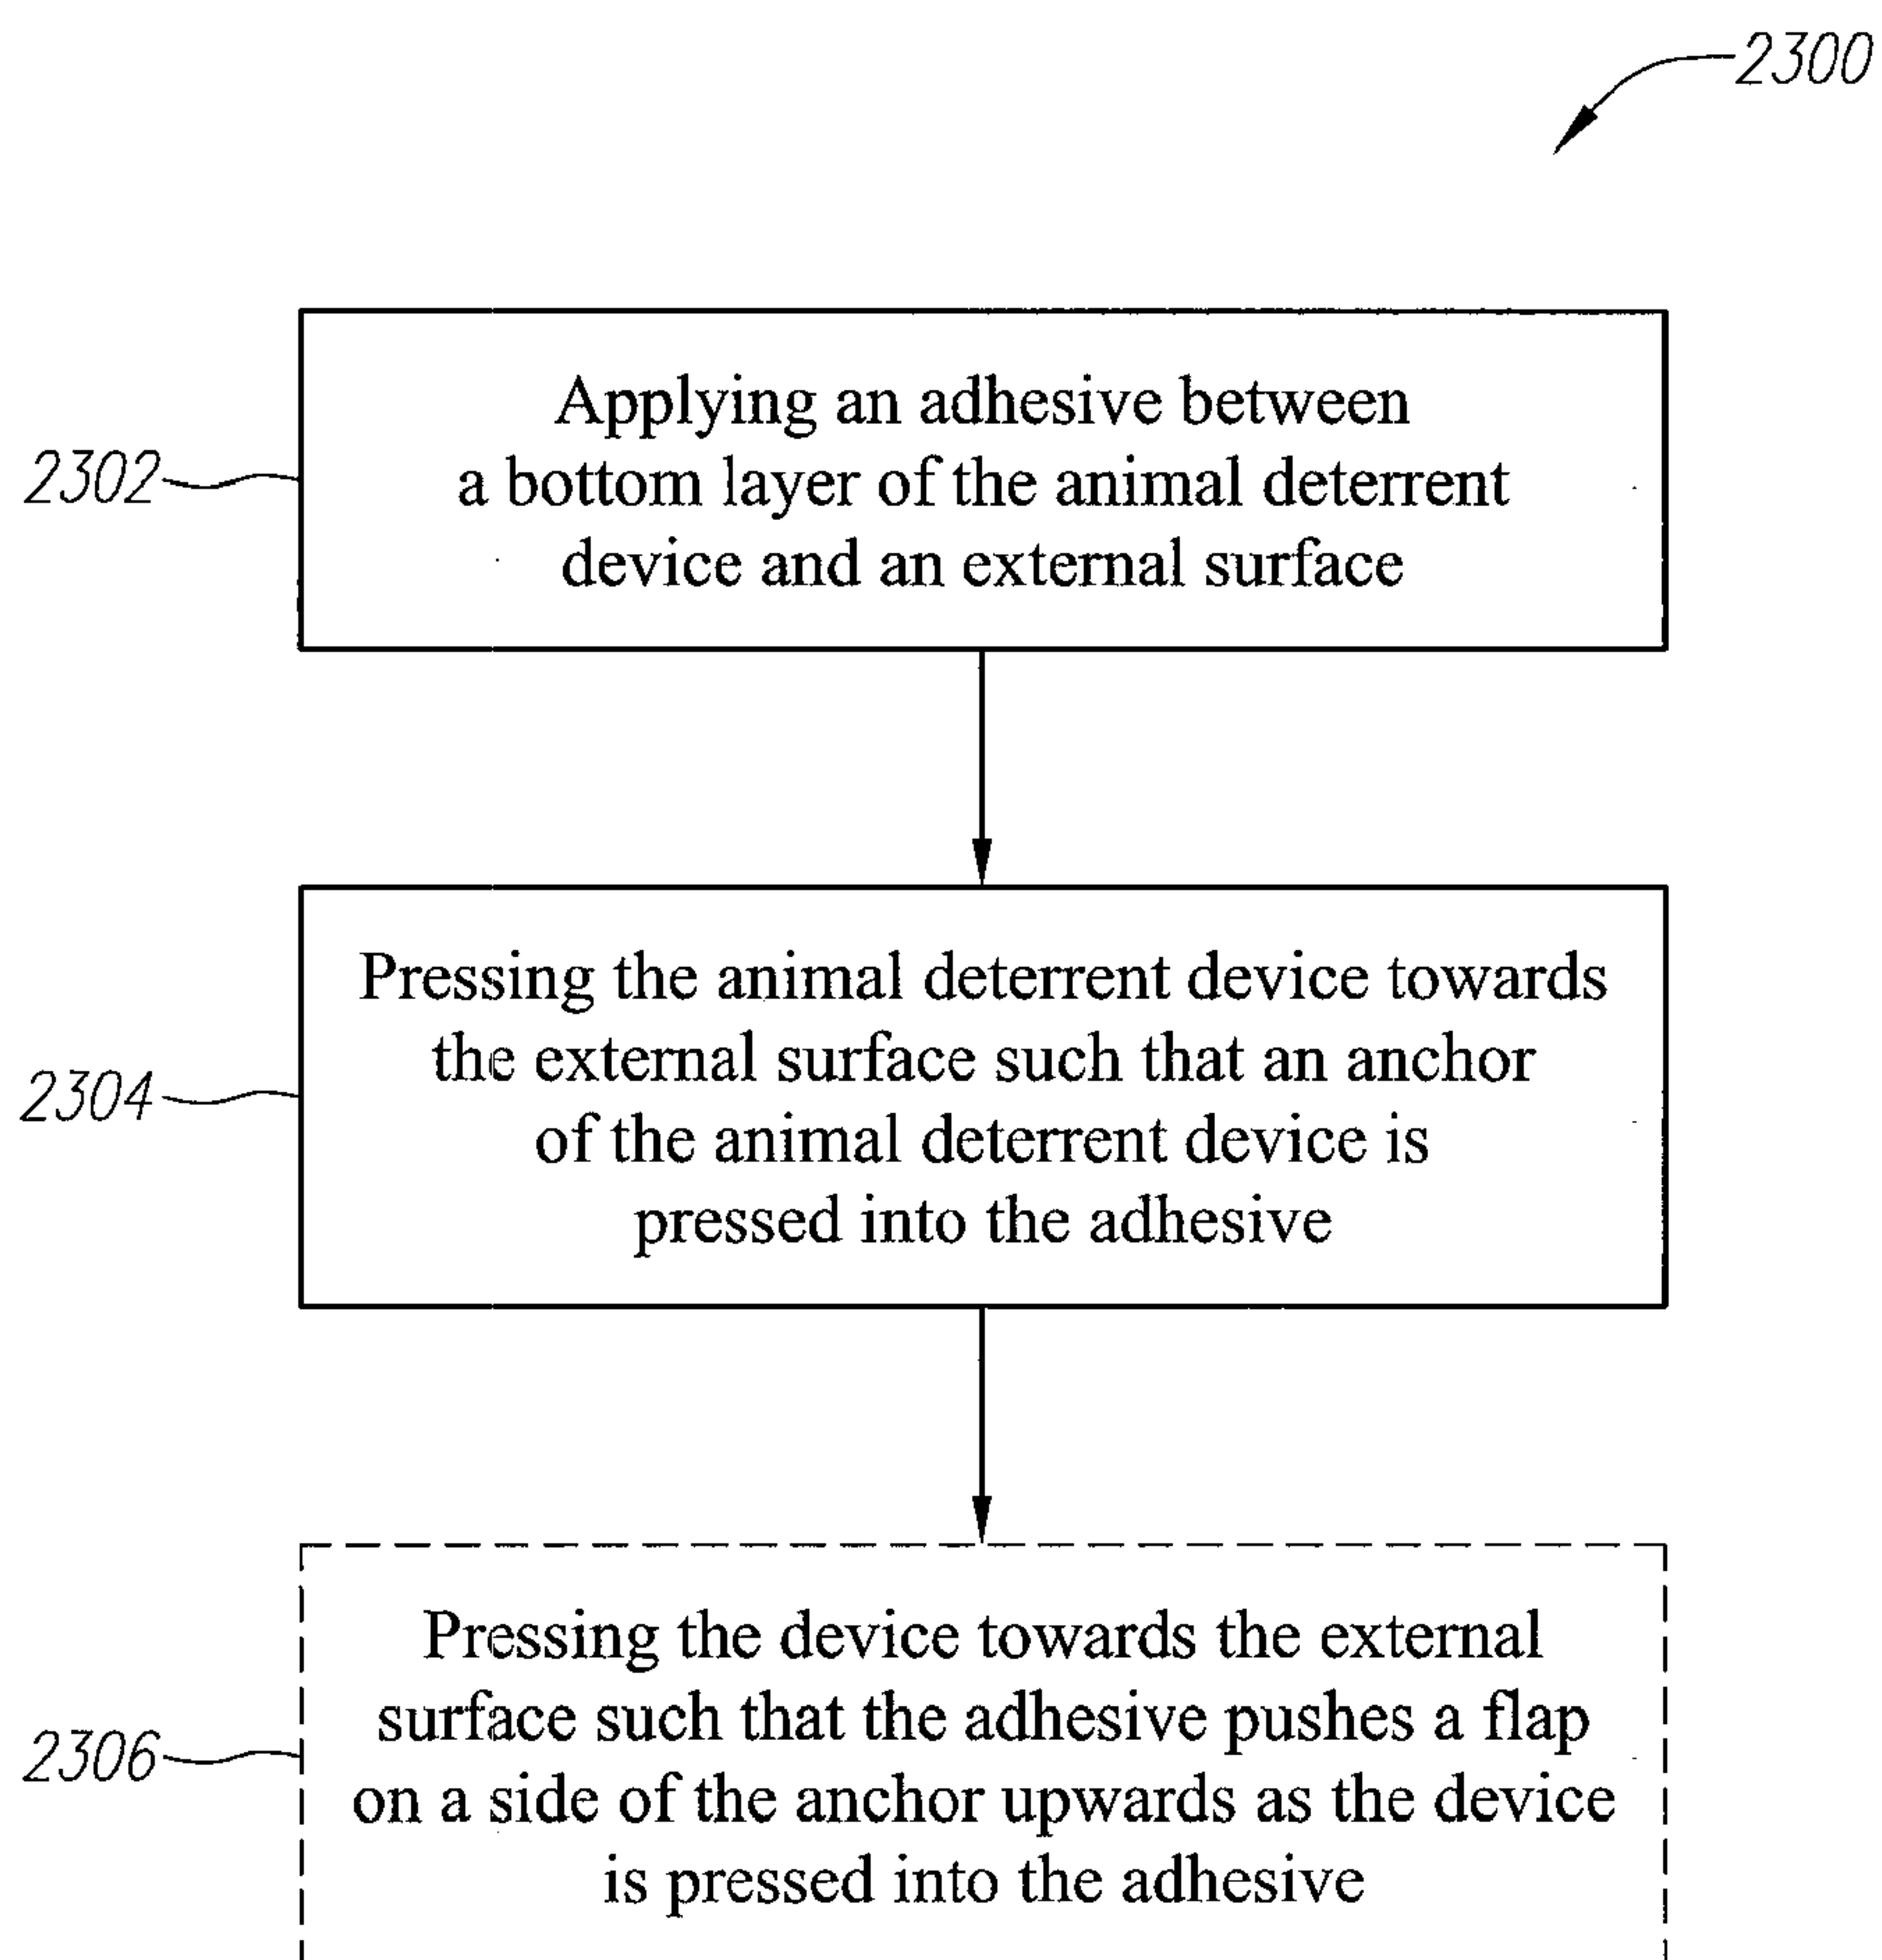 2300
2302
Applying an adhesive between
a bottom layer of the animal deterrent
device and an external surface
2304
Pressing the animal deterrent device towards
the external surface such that an anchor
of the animal deterrent device is
pressed into the adhesive
2306
Pressing the device towards the external
surface such that the adhesive pushes a flap
on a side of the anchor upwards as the device
is pressed into the adhesive